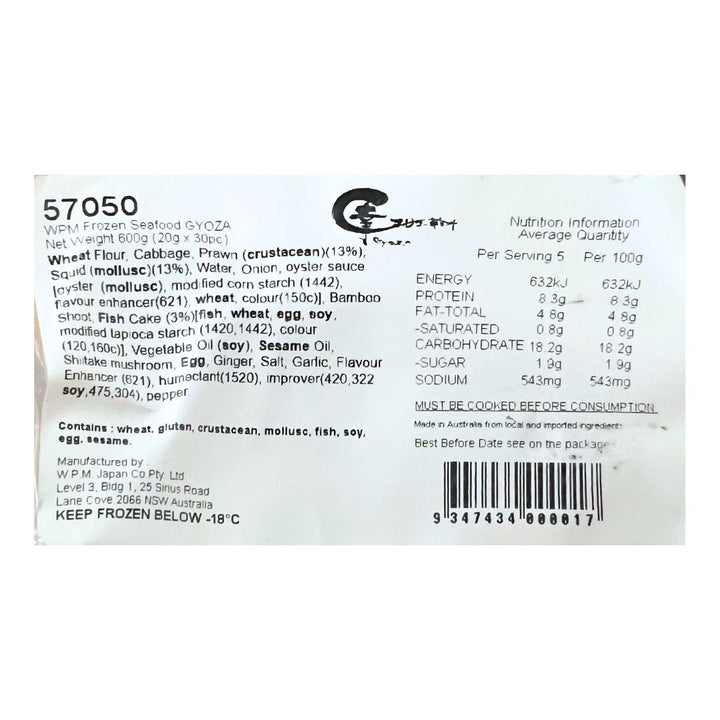 57050
WPM Frozen Seafood GYOZA
Net Weight 600g (20g x 30pc)
Wheat Flour, Cabbage, Prawn (crustacean)(13%),
Squid (mollusc)(13%), Water, Onion, oyster sauce
[oyster (mollusc), modified corn starch (1442),
flavour enhancer(621), wheat, colour(150c)], Bamboo
Shoot, Fish Cake (3%)[fish, wheat, egg, soy,
modified tapioca starch (1420,1442), colour
(120,160c)], Vegetable Oil (soy), Sesame Oil,
Shiitake mushroom, Egg, Ginger, Salt, Garlic, Flavour
Enhancer (621), humectant(1520), improver(420,322
soy,475,304), pepper
Contains : wheat, gluten, crustacean, mollusc, fish, soy,
egg, sesame.
Manufactured by
W.P.M. Japan Co Pty. Ltd
Level 3, Bldg 1, 25 Sirius Road
Lane Cove 2066 NSW Australia
KEEP FROZEN BELOW -18°C
Gyoza
Nutrition Information
Average Quantity
Per Serving 5 Per 100g
ENERGY 632kJ 632kJ
PROTEIN 8.3g 8.3g
FAT-TOTAL 4.8g 4.8g
-SATURATED 0.8g 0.8g
CARBOHYDRATE 18.2g 18.2g
-SUGAR 1.9g 1.9g
SODIUM 543mg 543mg
MUST BE COOKED BEFORE CONSUMPTION.
Made in Australia from local and imported ingredients
Best Before Date see on the package
9 347434 000017